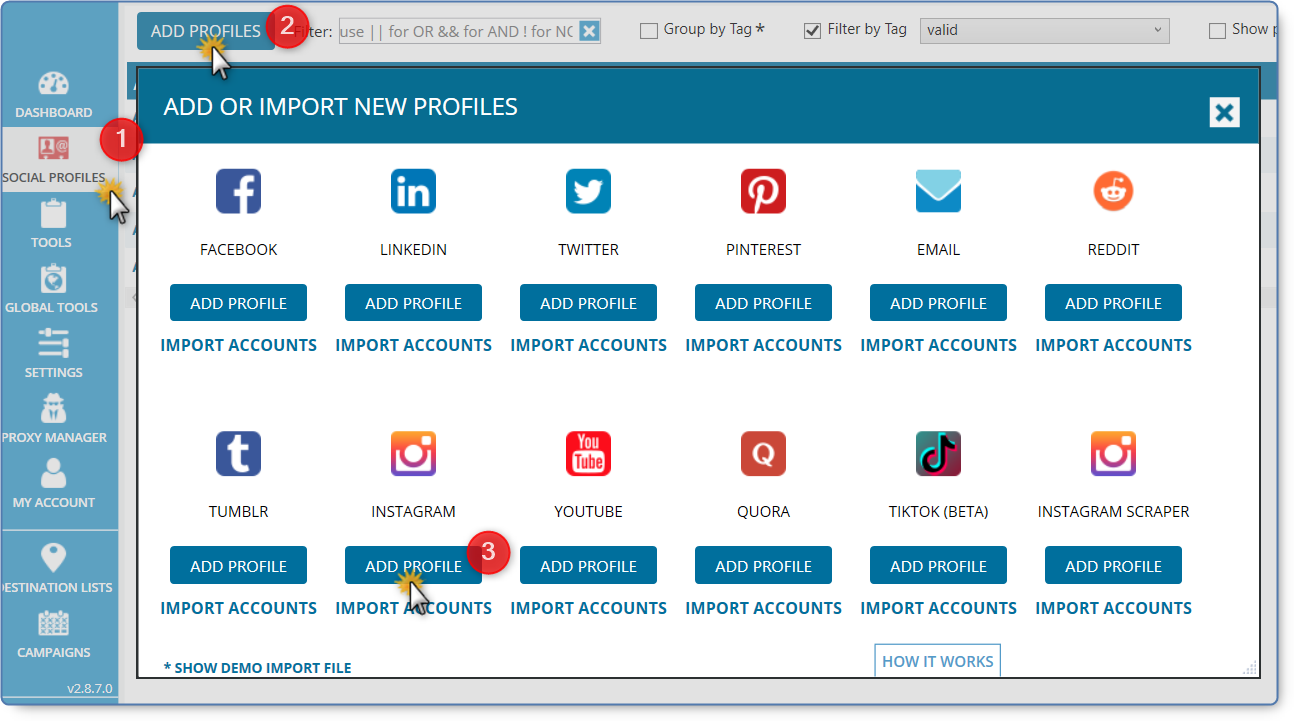 ADD PROFILES
2
Filter:
use || for OR && for AND ! for NO
Group by Tag *
Filter by Tag
valid
Show p
DASHBOARD
1
SOCIAL PROFILES
TOOLS
GLOBAL TOOLS
SETTINGS
PROXY MANAGER
MY ACCOUNT
DESTINATION LISTS
CAMPAIGNS
v2.8.7.0
ADD OR IMPORT NEW PROFILES
FACEBOOK LINKEDIN TWITTER PINTEREST EMAIL REDDIT
ADD PROFILE ADD PROFILE ADD PROFILE ADD PROFILE ADD PROFILE ADD PROFILE
IMPORT ACCOUNTS IMPORT ACCOUNTS IMPORT ACCOUNTS IMPORT ACCOUNTS IMPORT ACCOUNTS IMPORT ACCOUNTS
You
Tube
TUMBLR INSTAGRAM YOUTUBE QUORA TIKTOK (BETA) INSTAGRAM SCRAPER
3
ADD PROFILE ADD PROFILE ADD PROFILE ADD PROFILE ADD PROFILE ADD PROFILE
IMPORT ACCOUNTS IMPORT ACCOUNTS IMPORT ACCOUNTS IMPORT ACCOUNTS IMPORT ACCOUNTS IMPORT ACCOUNTS
* SHOW DEMO IMPORT FILE
HOW IT WORKS